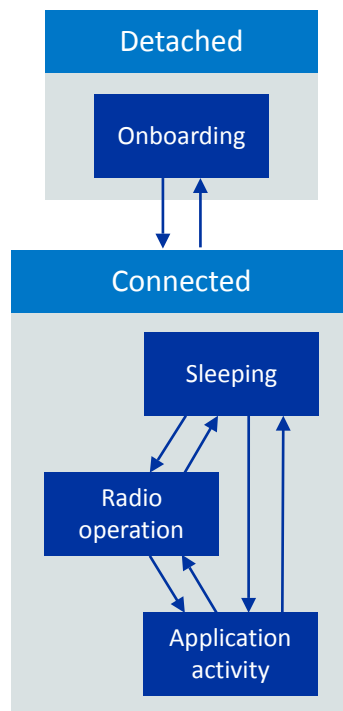 Detached
Onboarding
Connected
Sleeping
Radio
operation
Application
activity